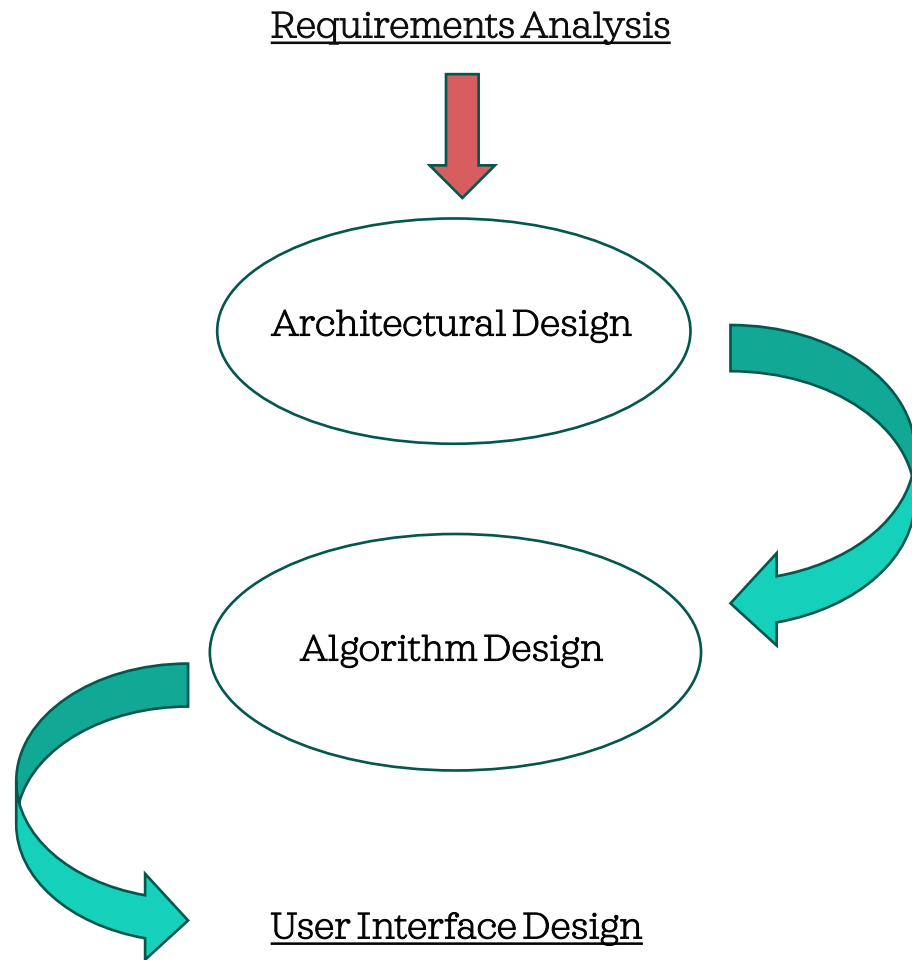 Requirements Analysis
Architectural Design
Algorithm Design
User Interface Design